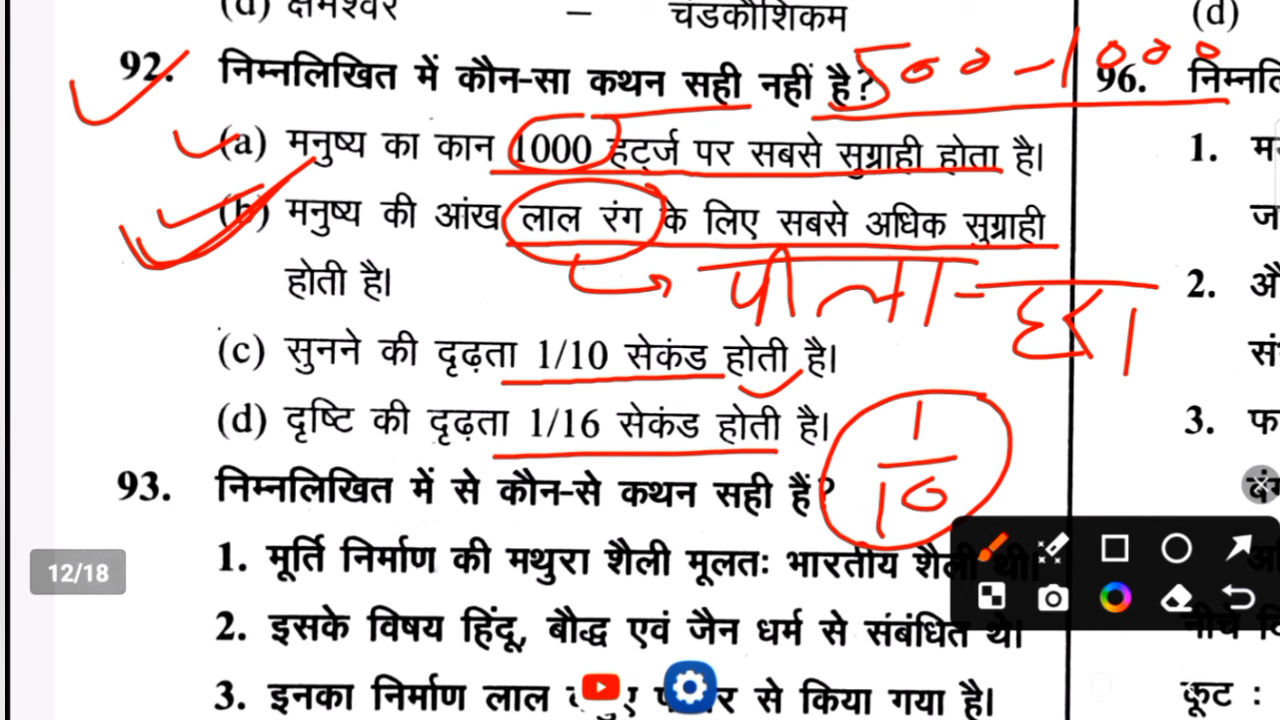 (d) क्षेमेश्वर – चंडकौशिकम
(d)
92. निम्नलिखित में कौन-सा कथन सही नहीं है?
500-1000
(a) मनुष्य का कान 1000 हर्ट्ज पर सबसे सुग्राही होता है।
(b) मनुष्य की आंख लाल रंग के लिए सबसे अधिक सुग्राही
होती है।
पीला - हरा
(c) सुनने की दृढ़ता 1/10 सेकंड होती है।
(d) दृष्टि की दृढ़ता 1/16 सेकंड होती है।
1
10
93. निम्नलिखित में से कौन-से कथन सही हैं?
1. मूर्ति निर्माण की मथुरा शैली मूलतः भारतीय शैली थी।
2. इसके विषय हिंदू, बौद्ध एवं जैन धर्म से संबंधित थे।
3. इनका निर्माण लाल से किया गया है।
96.
1.
2.
3.
कूट :
12/18